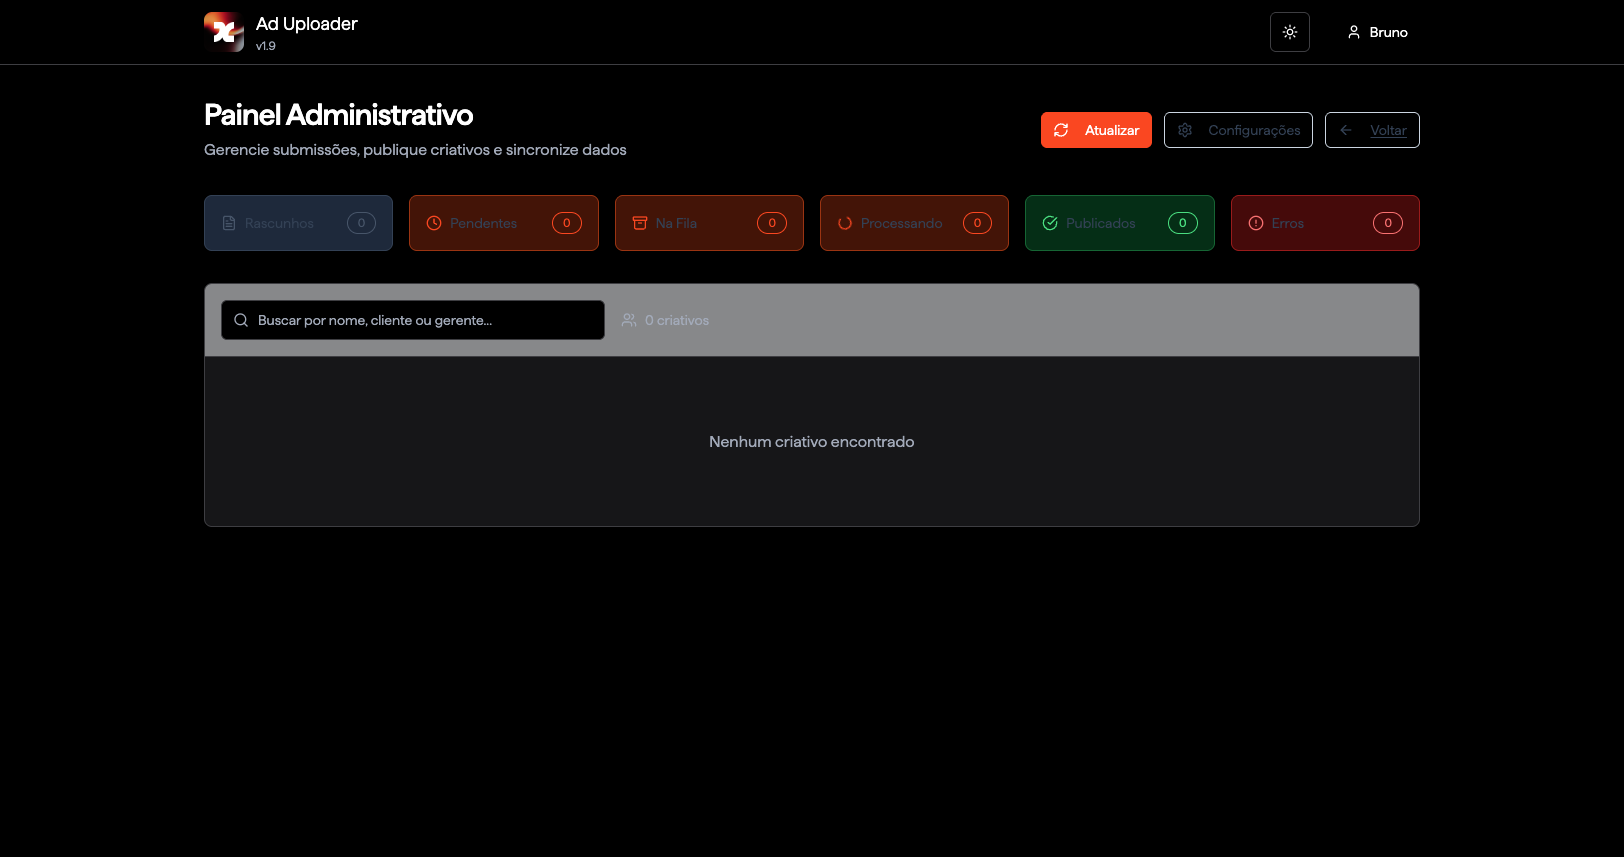 Ad Uploader
v1.9
Bruno
Painel Administrativo
Gerencie submissões, publique criativos e sincronize dados
Atualizar
Configurações
Voltar
Rascunhos 0
Pendentes 0
Na Fila 0
Processando 0
Publicados 0
Erros 0
Buscar por nome, cliente ou gerente...
0 criativos
Nenhum criativo encontrado